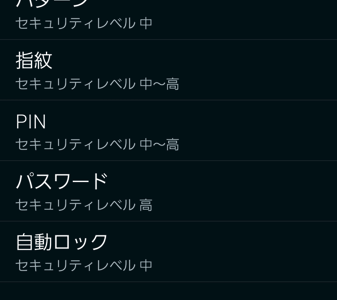 パターン
セキュリティレベル 中
指紋
セキュリティレベル 中～高
PIN
セキュリティレベル 中～高
パスワード
セキュリティレベル 高
自動ロック
セキュリティレベル 中